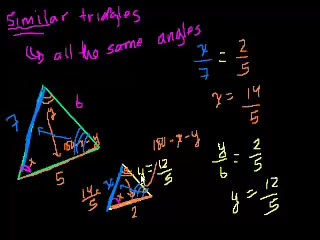 Similar triangles
↳ all the same angles
x/7 = 2/5
x = 14/5
y/6 = 2/5
y = 12/5
7
6
5
y
x
180-x-y
180-x-y
y = 12/5
14/5
x
x
2